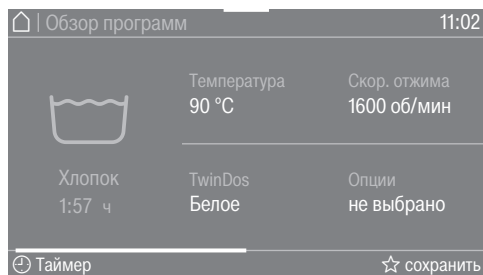 | Обзор программ 11:02
Температура Скор. отжима
90 °C 1600 об/мин
Хлопок TwinDos Опции
1:57 ч Белое не выбрано
Таймер сохранить